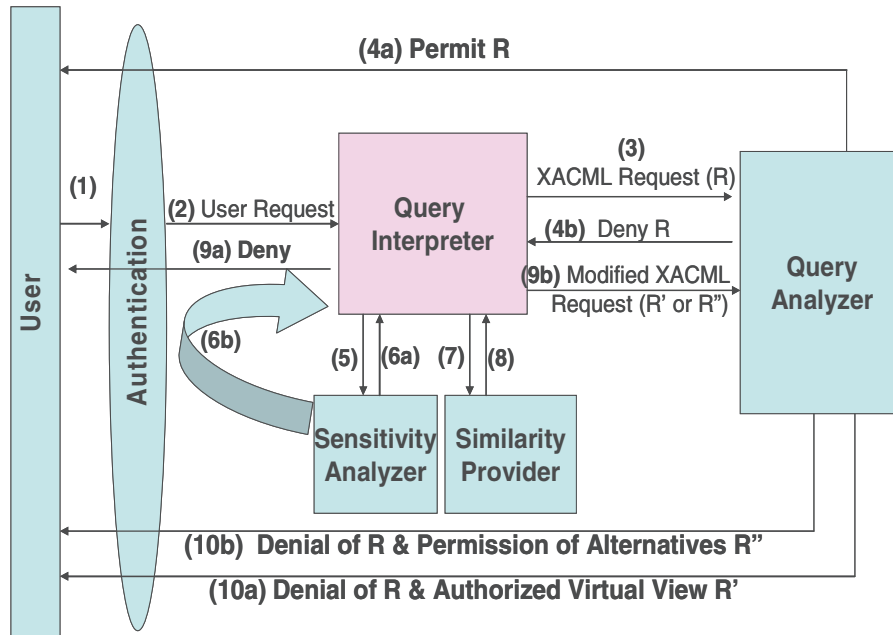 (4a) Permit R
(1)
(2) User Request
(9a) Deny
Query
Interpreter
(3)
XACML Request (R)
(4b) Deny R
(9b) Modified XACML
Request (R' or R")
Query
Analyzer
User
Authentication
(6b)
(5)
(6a)
(7)
(8)
Sensitivity
Analyzer
Similarity
Provider
(10b) Denial of R & Permission of Alternatives R"
(10a) Denial of R & Authorized Virtual View R'